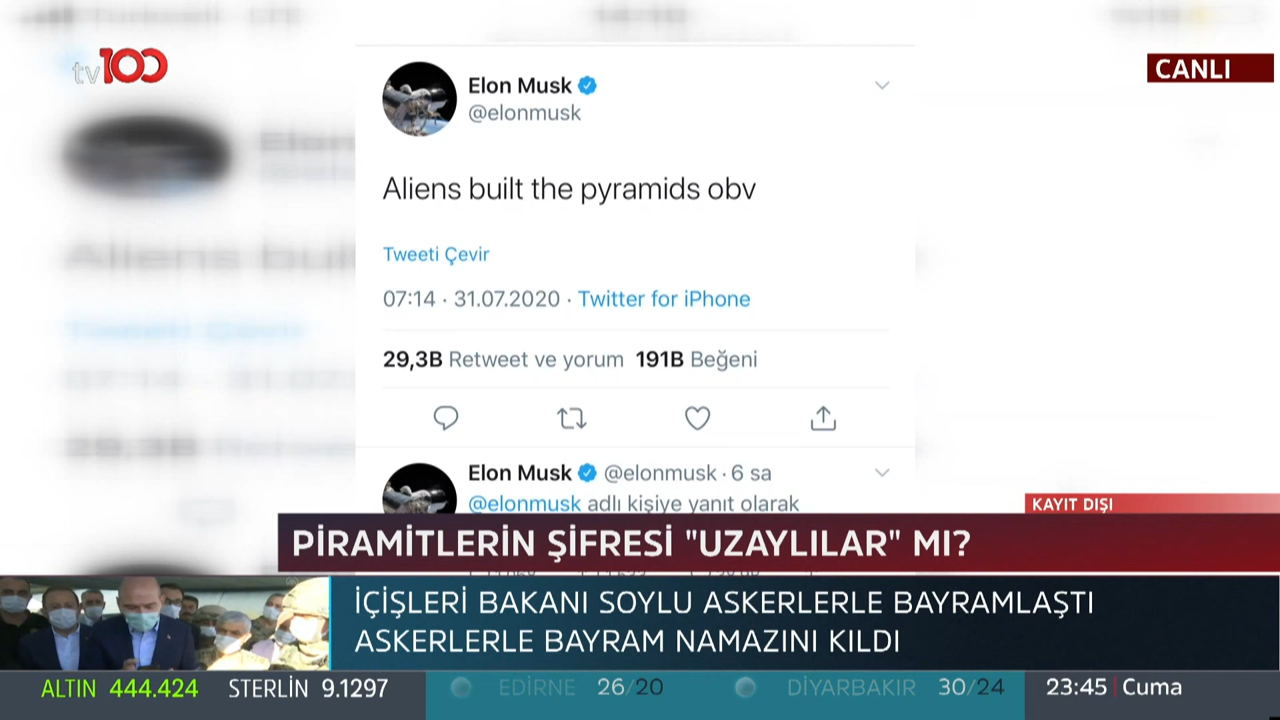 tv100
CANLI
Elon Musk
@elonmusk
Aliens built the pyramids obv
Tweeti Çevir
07:14 · 31.07.2020 · Twitter for iPhone
29,3B Retweet ve yorum 191B Beğeni
Elon Musk @elonmusk · 6 sa
@elonmusk adlı kişiye yanıt olarak
KAYIT DIŞI
PİRAMİTLERİN ŞİFRESİ "UZAYLILAR" MI?
İÇİŞLERİ BAKANI SOYLU ASKERLERLE BAYRAMLAŞTI
ASKERLERLE BAYRAM NAMAZINI KILDI
ALTIN 444.424 STERLİN 9.1297 EDİRNE 26/20 DİYARBAKIR 30/24 23:45 Cuma